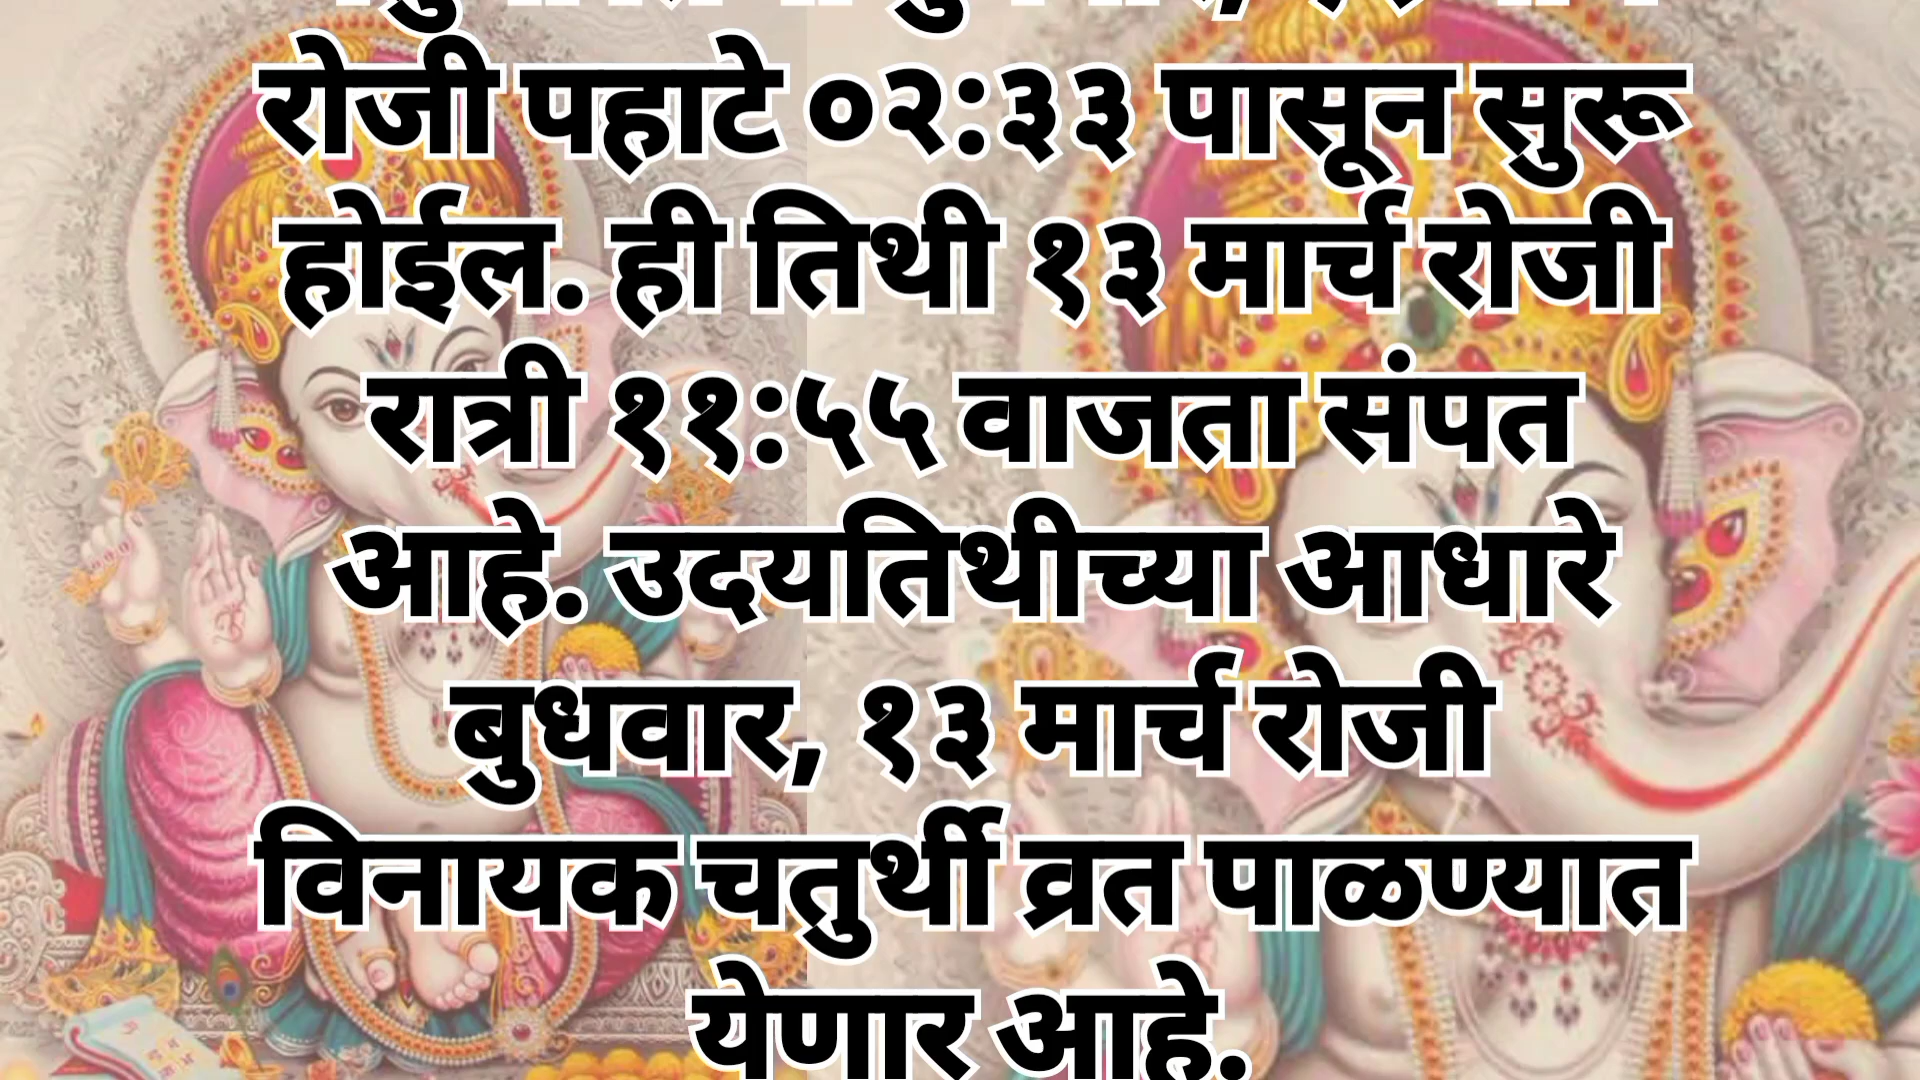 रोजी पहाटे ०२:३३ पासून सुरू
होईल. ही तिथी १३ मार्च रोजी
रात्री ११:५५ वाजता संपत
आहे. उदयतिथीच्या आधारे
बुधवार, १३ मार्च रोजी
विनायक चतुर्थी व्रत पाळण्यात
येणार आहे.